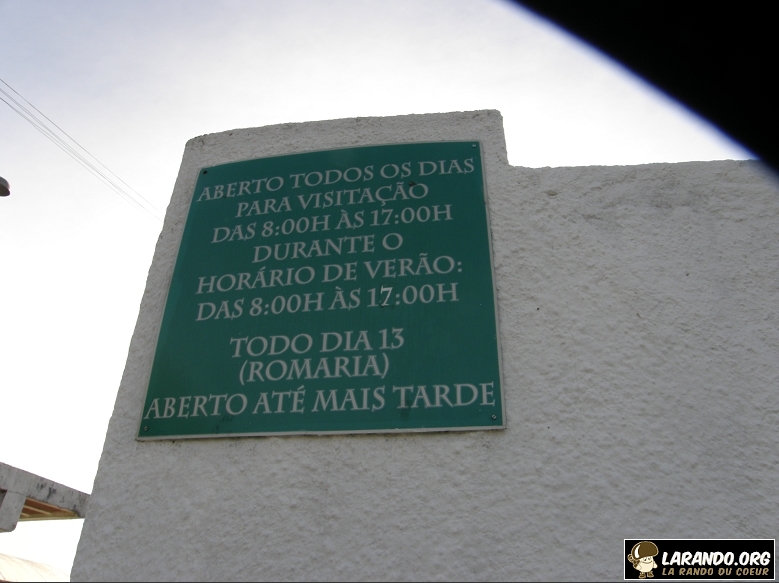 ABERTO TODOS OS DIAS
PARA VISITAÇÃO
DAS 8:00H ÀS 17:00H
DURANTE O
HORÁRIO DE VERÃO:
DAS 8:00H ÀS 17:00H
TODO DIA 13
(ROMARIA)
ABERTO ATÉ MAIS TARDE
LARANDO.ORG
LA RANDO DU COEUR